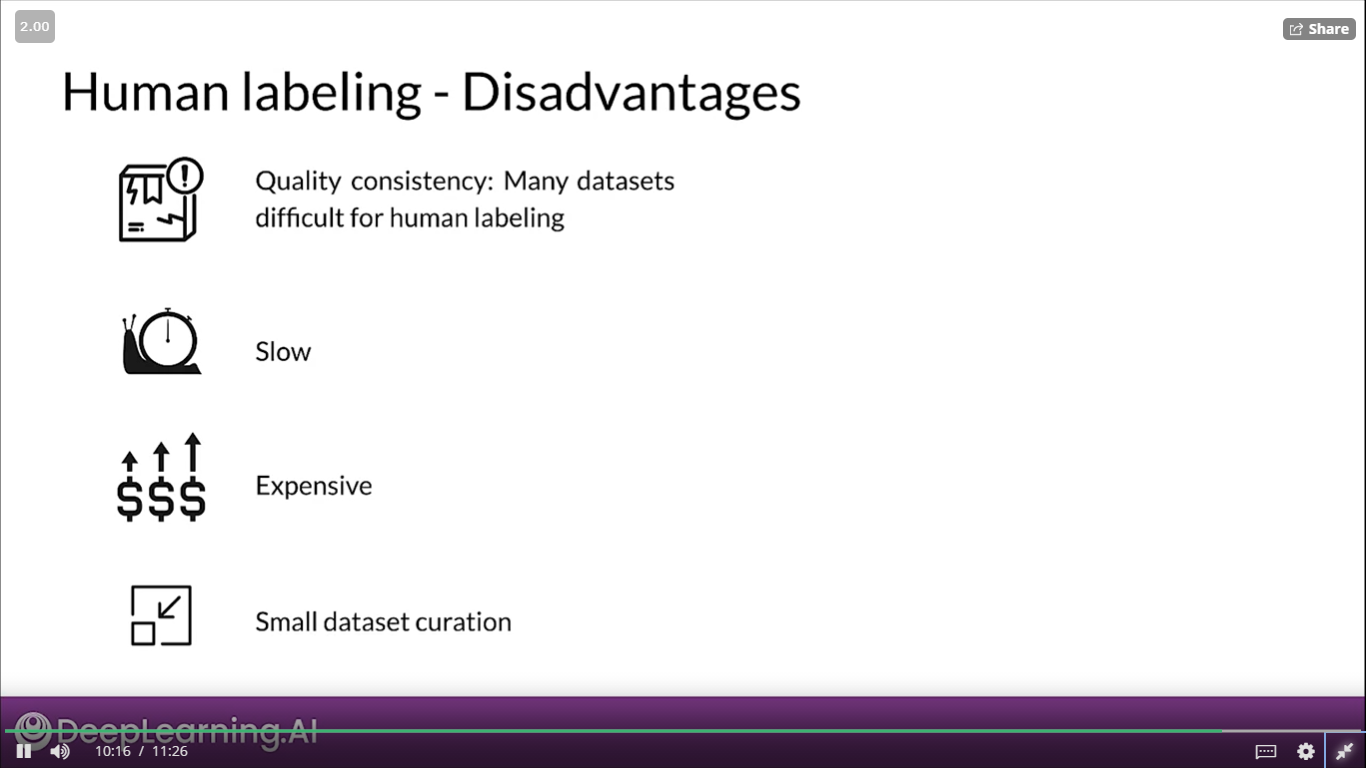 2.00
Share
Human labeling - Disadvantages
Quality consistency: Many datasets
difficult for human labeling
Slow
$$$
Expensive
Small dataset curation
DeepLearning.AI
10:16 / 11:26